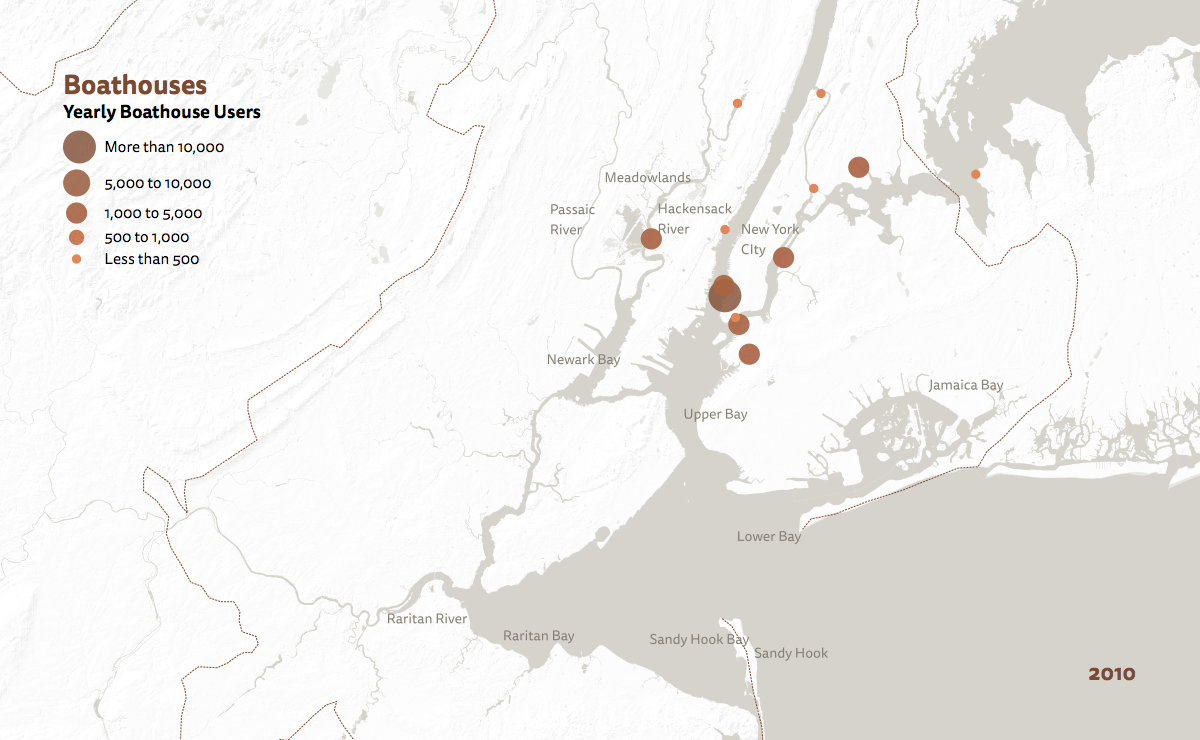 Boathouses
Yearly Boathouse Users
More than 10,000
5,000 to 10,000
1,000 to 5,000
500 to 1,000
Less than 500
Meadowlands
Passaic
River
Hackensack
River
New York
CIty
Newark Bay
Jamaica Bay
Upper Bay
Lower Bay
Raritan River
Raritan Bay
Sandy Hook Bay
Sandy Hook
2010